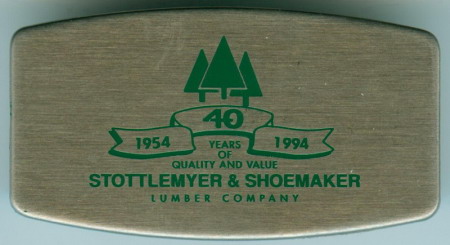 40
1954 YEARS 1994
OF
QUALITY AND VALUE
STOTTLEMYER & SHOEMAKER
LUMBER COMPANY